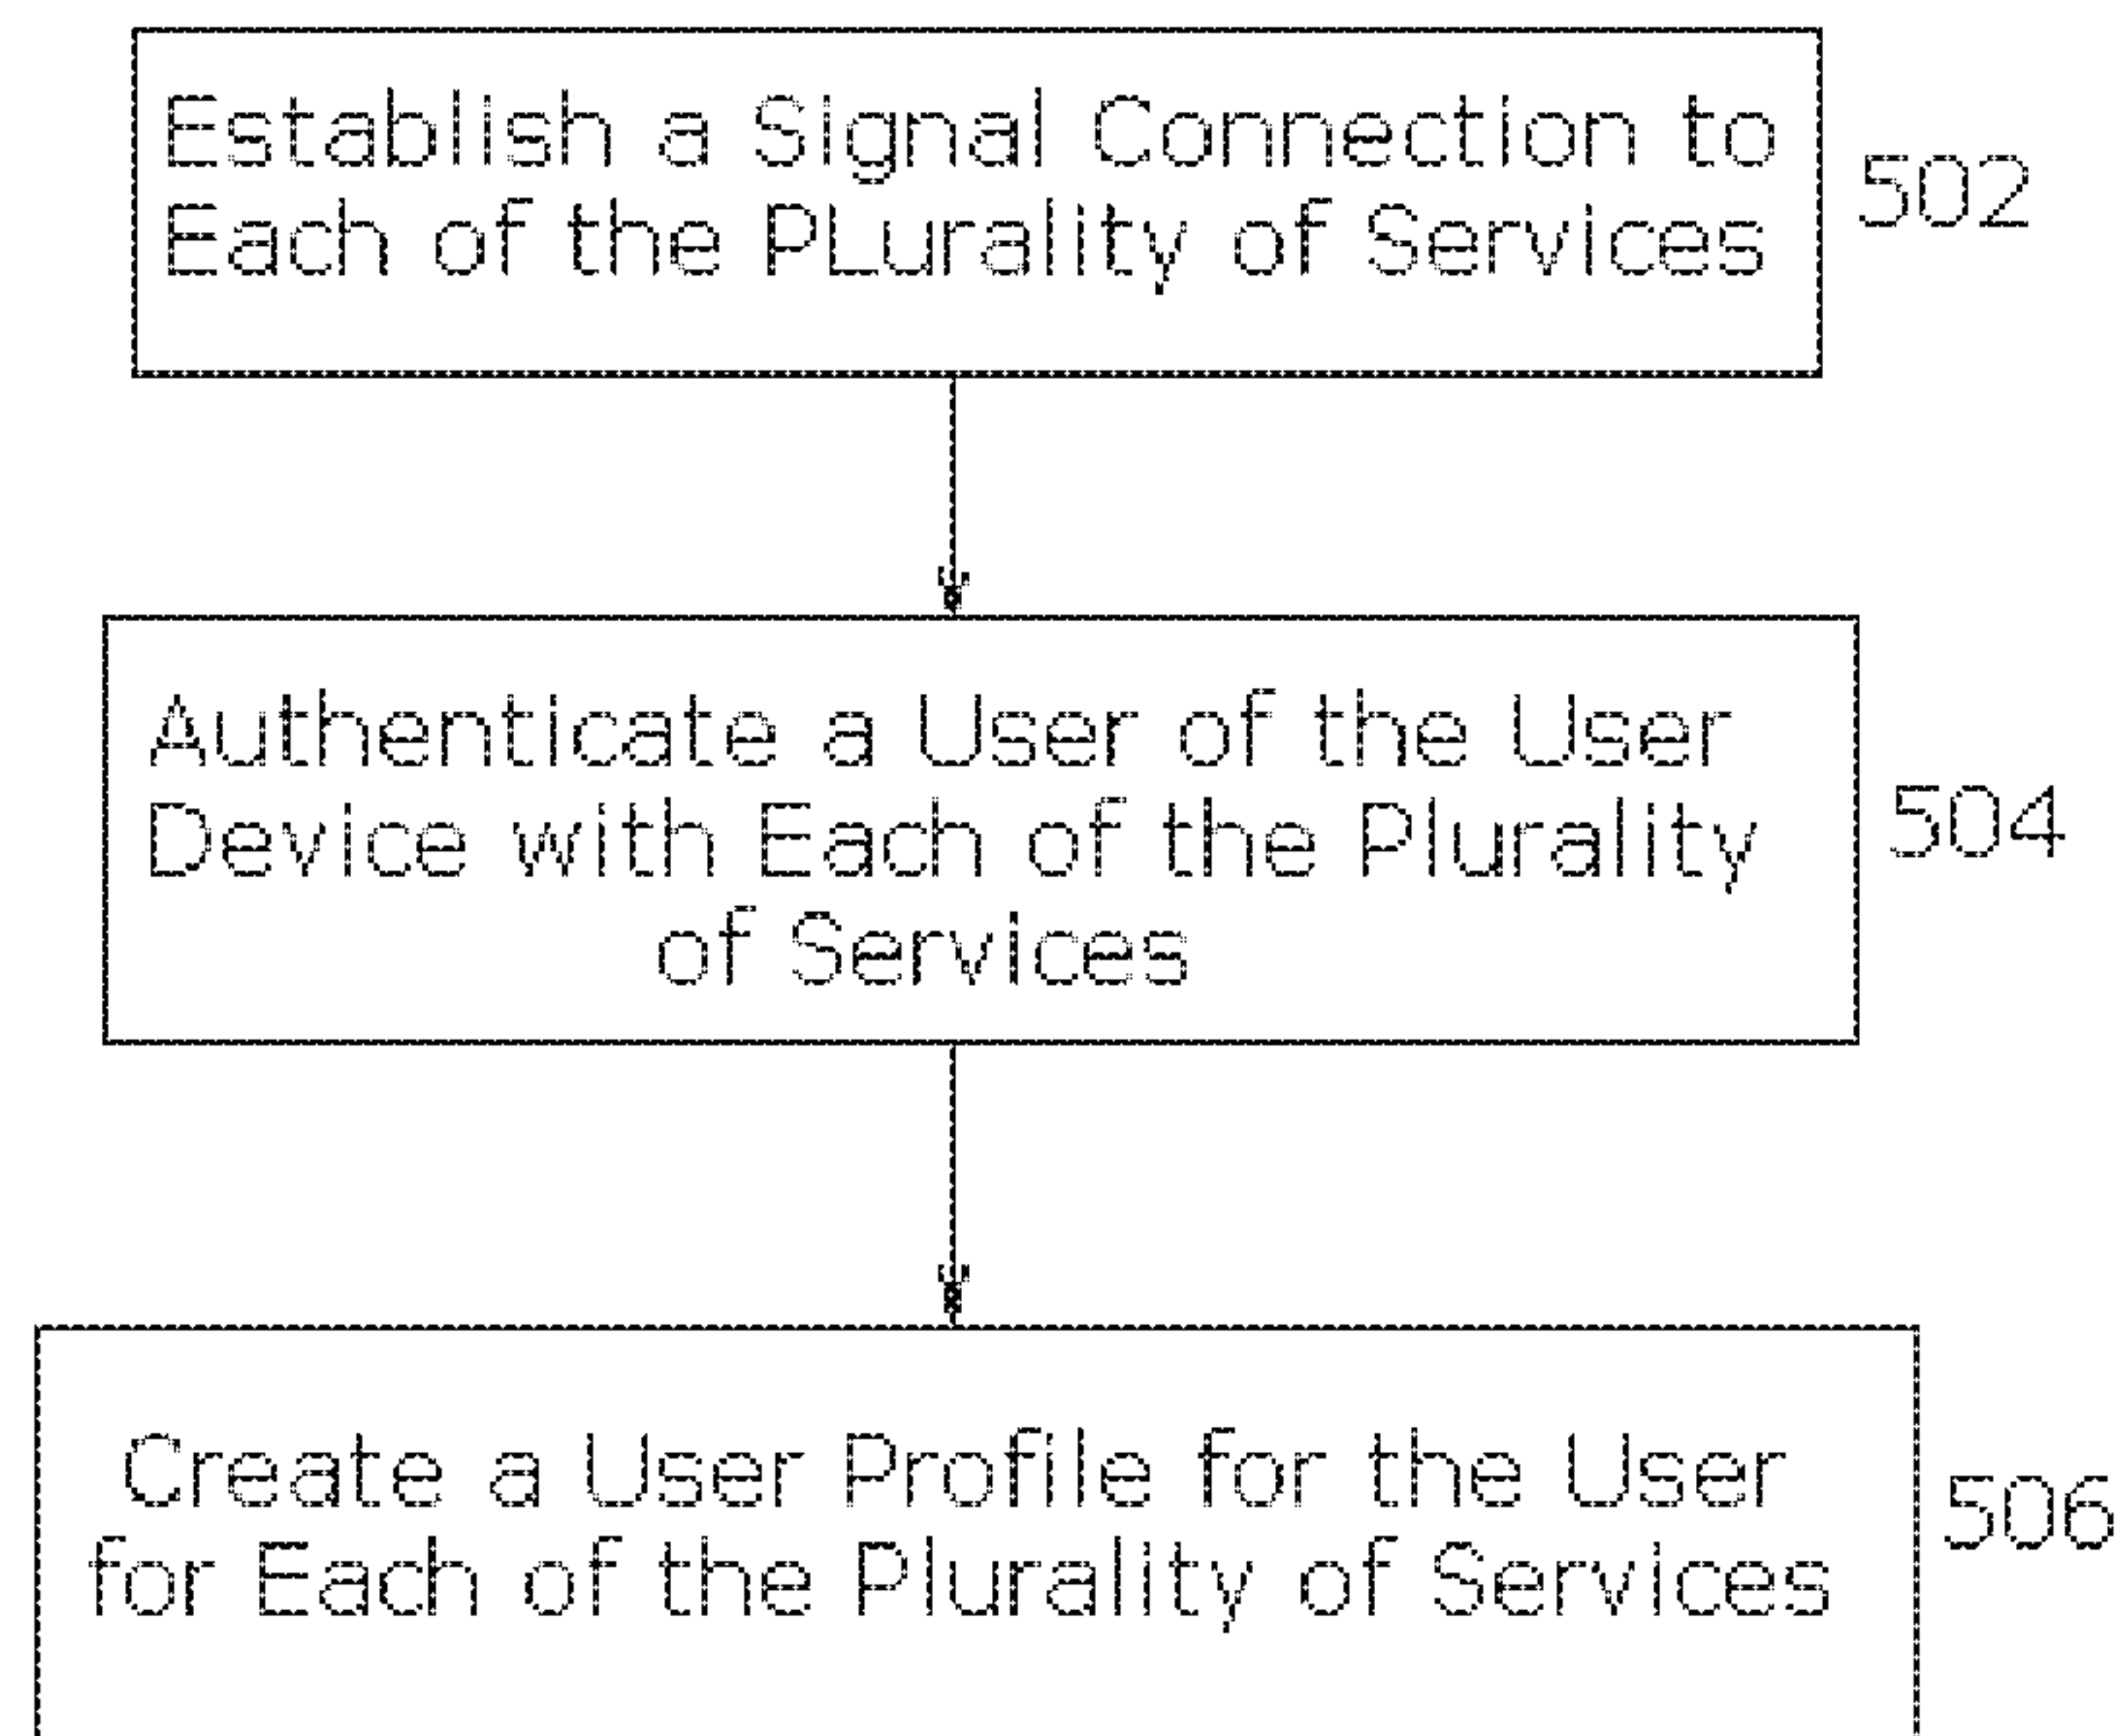 Establish a Signal Connection to
Each of the PLurality of Services
502
Authenticate a User of the User
Device with Each of the Plurality
of Services
504
Create a User Profile for the User
for Each of the Plurality of Services
506